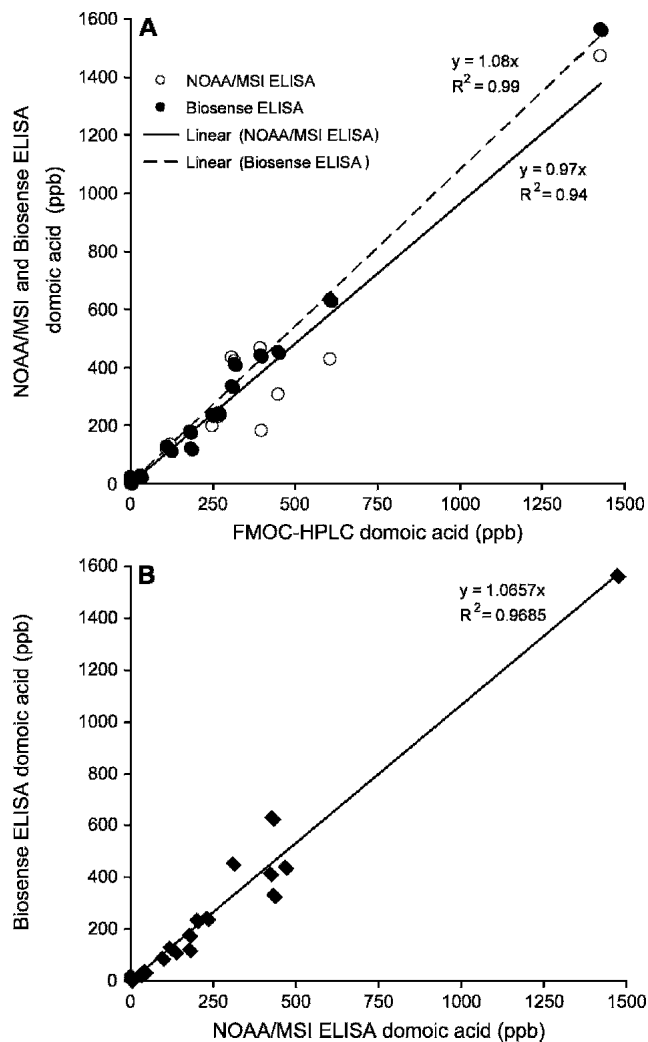 A
1600
1400
1200
1000
800
600
400
200
0
NOAA/MSI and Biosense ELISA
domoic acid (ppb)
NOAA/MSI ELISA
Biosense ELISA
Linear (NOAA/MSI ELISA)
Linear (Biosense ELISA)
y = 1.08x
R² = 0.99
y = 0.97x
R² = 0.94
0 250 500 750 1000 1250 1500
FMOC-HPLC domoic acid (ppb)
B
1600
1400
1200
1000
800
600
400
200
0
Biosense ELISA domoic acid (ppb)
y = 1.0657x
R² = 0.9685
0 250 500 750 1000 1250 1500
NOAA/MSI ELISA domoic acid (ppb)